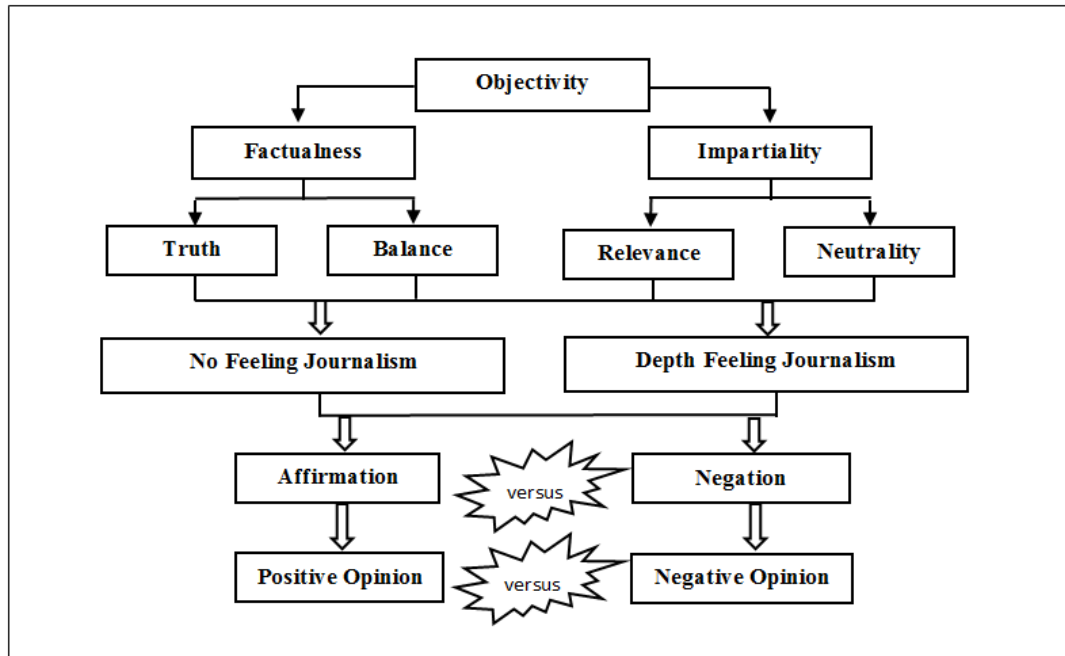 Objectivity
Factualness
Impartiality
Truth
Balance
Relevance
Neutrality
No Feeling Journalism
Depth Feeling Journalism
Affirmation
versus
Negation
Positive Opinion
versus
Negative Opinion